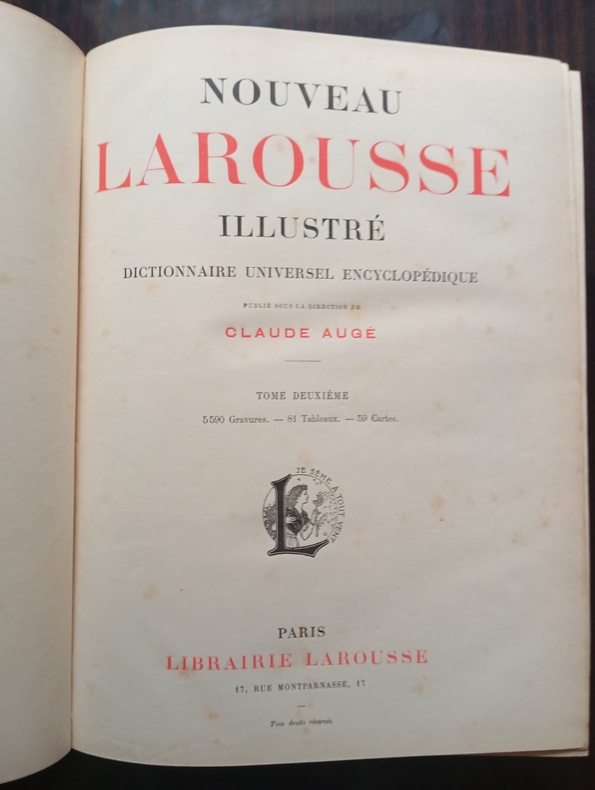 NOUVEAU
LAROUSSE
ILLUSTRÉ
DICTIONNAIRE UNIVERSEL ENCYCLOPÉDIQUE
PUBLIÉ SOUS LA DIRECTION DE
CLAUDE AUGÉ
TOME DEUXIÈME
5590 Gravures. — 81 Tableaux. — 59 Cartes.
JE SÈME À TOUT VENT
L
PARIS
LIBRAIRIE LAROUSSE
17, RUE MONTPARNASSE, 17
Tous droits réservés.